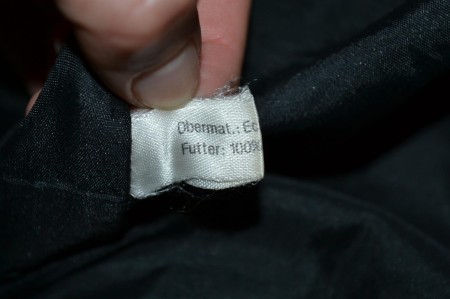 Obermat.: Ec
Futter: 100%